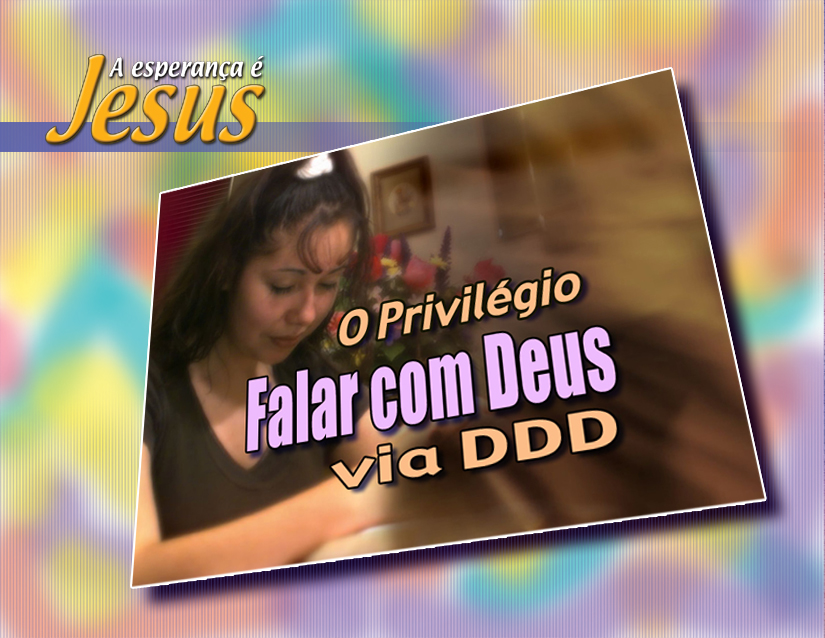 A esperança é
Jesus
O Privilégio
Falar com Deus
via DDD